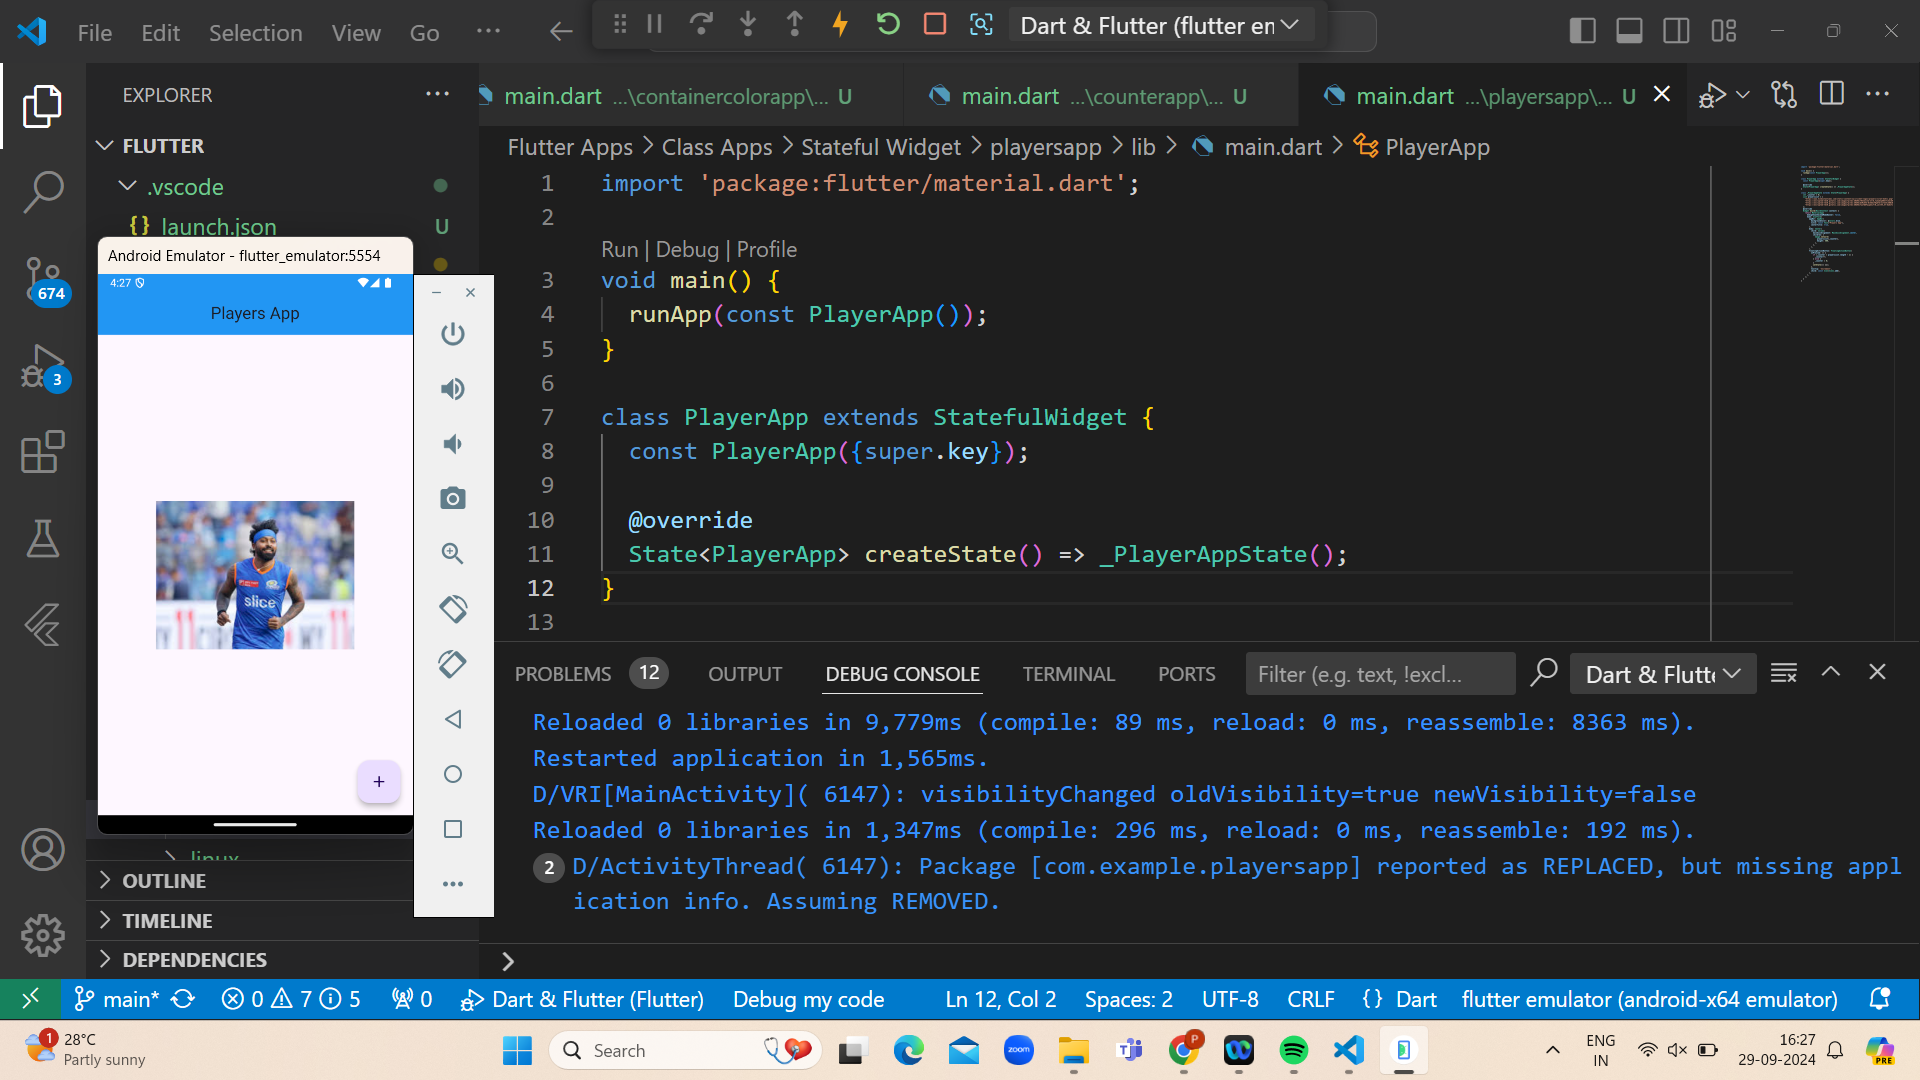 File Edit Selection View Go ···
Dart & Flutter (flutter en
EXPLORER
main.dart ...\containercolorapp\... U
main.dart ...\counterapp\... U
main.dart ...\playersapp\... U
FLUTTER
Flutter Apps > Class Apps > Stateful Widget > playersapp > lib > main.dart > PlayerApp
.vscode
{} launch.json U
674
3
Android Emulator - flutter_emulator:5554
4:27
Players App
slice
+
1 import 'package:flutter/material.dart';
2
Run | Debug | Profile
3 void main() {
4 runApp(const PlayerApp());
5 }
6
7 class PlayerApp extends StatefulWidget {
8 const PlayerApp({super.key});
9
10 @override
11 State<PlayerApp> createState() => _PlayerAppState();
12 }
13
PROBLEMS 12 OUTPUT DEBUG CONSOLE TERMINAL PORTS Filter (e.g. text, !excl... Dart & Flutte
Reloaded 0 libraries in 9,779ms (compile: 89 ms, reload: 0 ms, reassemble: 8363 ms).
Restarted application in 1,565ms.
D/VRI[MainActivity]( 6147): visibilityChanged oldVisibility=true newVisibility=false
Reloaded 0 libraries in 1,347ms (compile: 296 ms, reload: 0 ms, reassemble: 192 ms).
2 D/ActivityThread( 6147): Package [com.example.playersapp] reported as REPLACED, but missing appl
ication info. Assuming REMOVED.
linux
OUTLINE
TIMELINE
DEPENDENCIES
main* 0 7 5 0 Dart & Flutter (Flutter) Debug my code Ln 12, Col 2 Spaces: 2 UTF-8 CRLF {} Dart flutter emulator (android-x64 emulator)
1
28°C
Partly sunny
Search
zoom
P
ENG
IN
16:27
29-09-2024
PRE